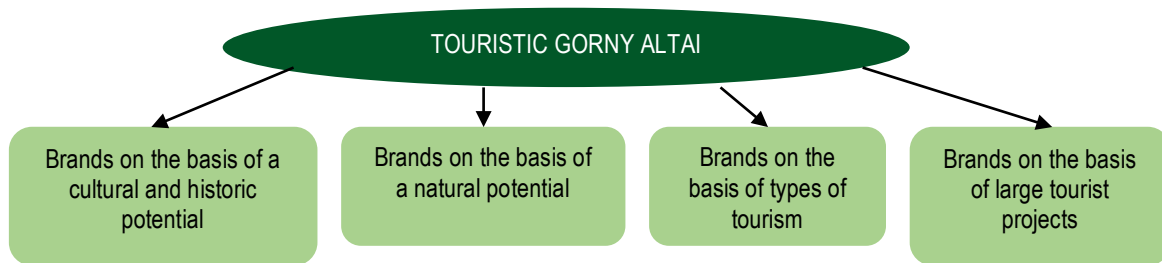 TOURISTIC GORNY ALTAI
Brands on the basis of a
cultural and historic
potential
Brands on the basis of
a natural potential
Brands on the
basis of types of
tourism
Brands on the basis
of large tourist
projects